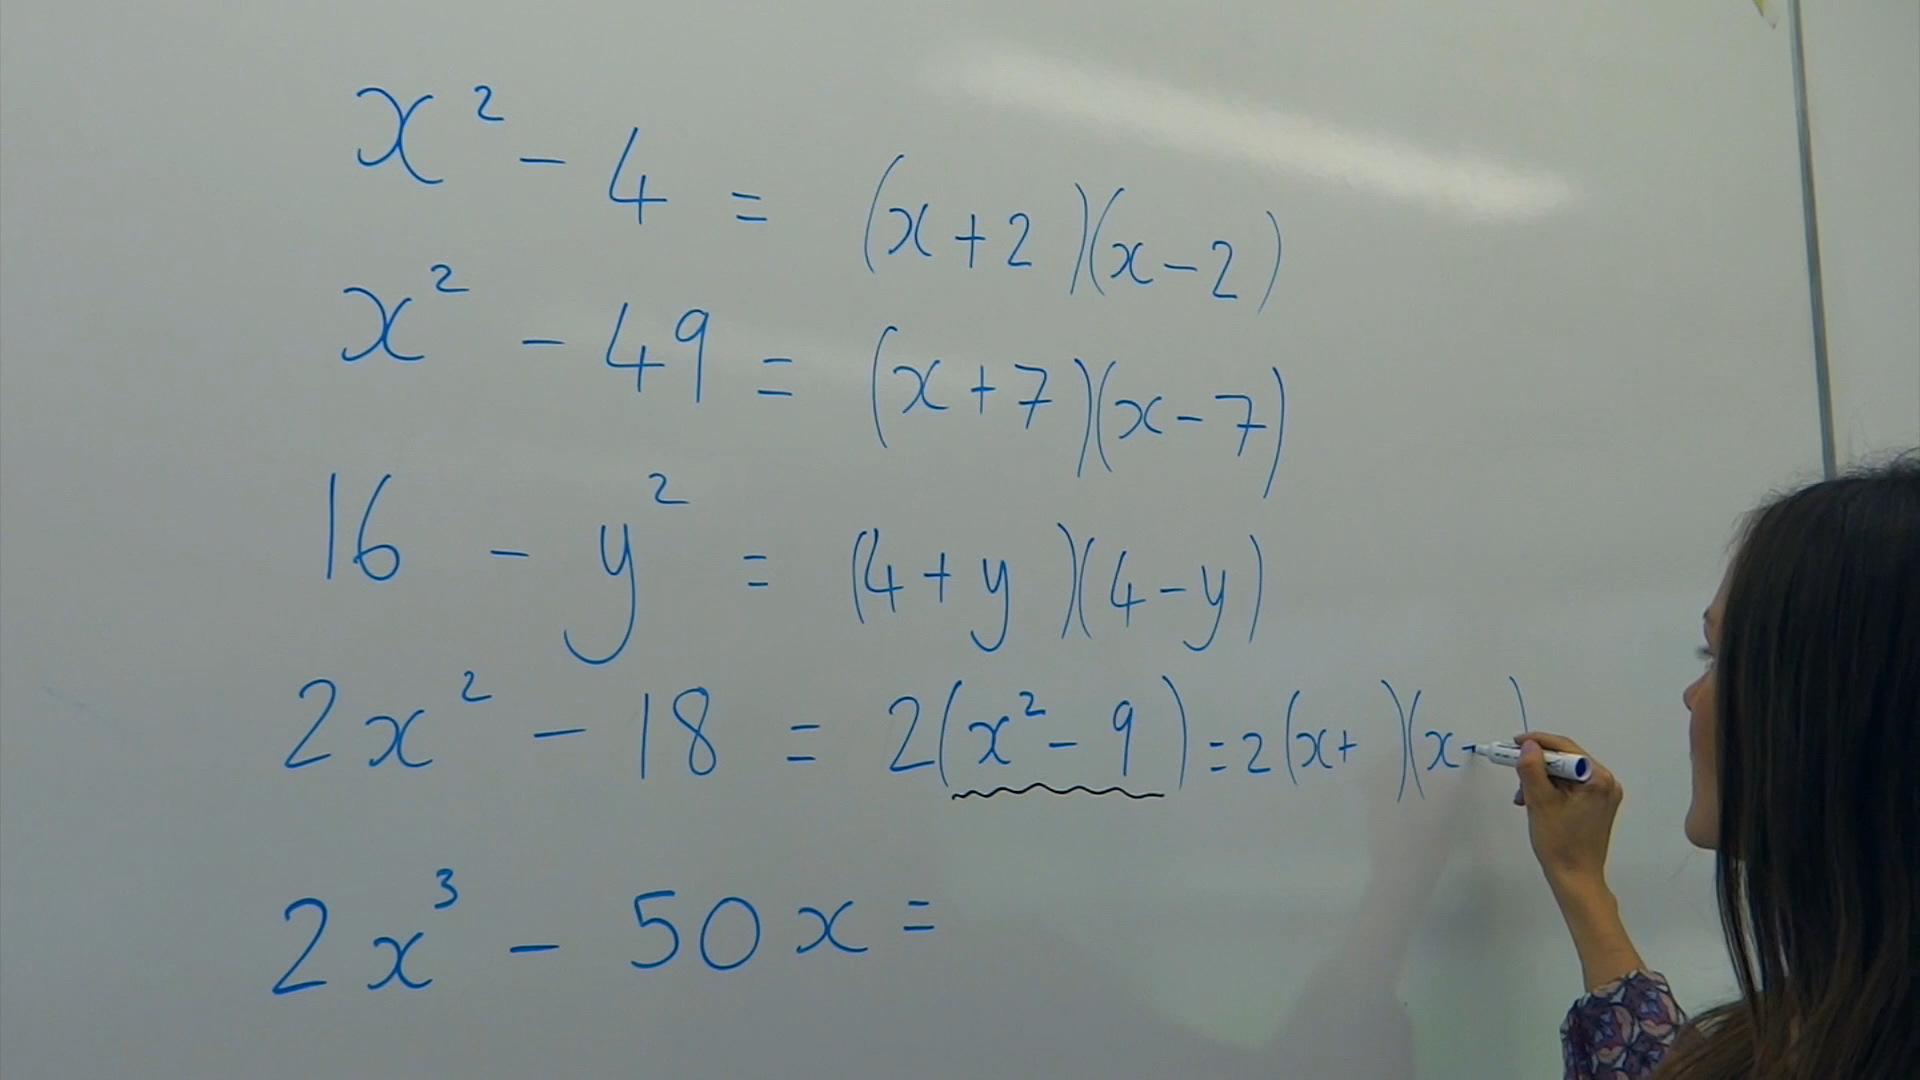 x² - 4 = (x+2)(x-2)
x² - 49 = (x+7)(x-7)
16 - y² = (4+y)(4-y)
2x² - 18 = 2(x²-9) = 2(x+ )(x- )
2x³ - 50x =